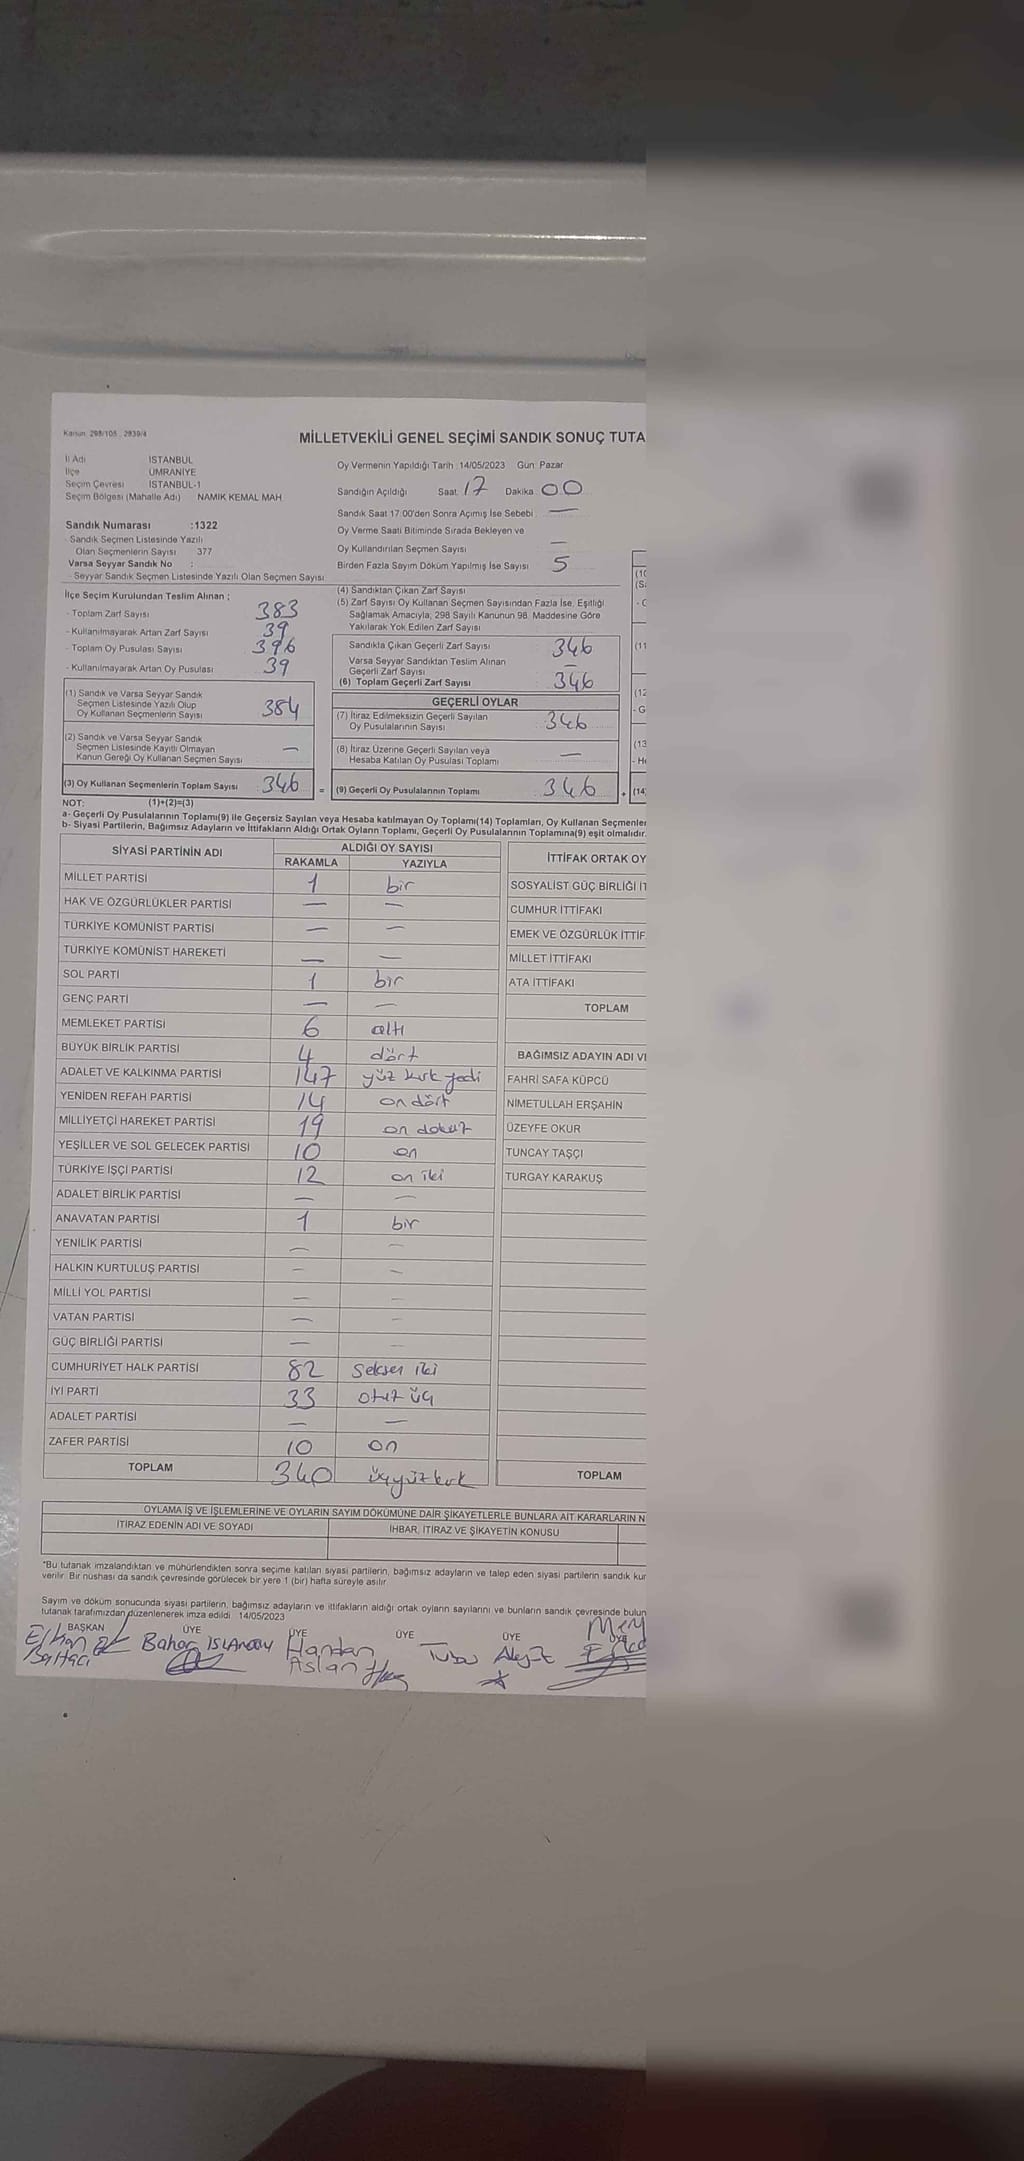 Kanun: 298/105, 2839/4
MİLLETVEKİLİ GENEL SEÇİMİ SANDIK SONUÇ TUTA
İl Adı İSTANBUL
İlçe ÜMRANİYE
Seçim Çevresi İSTANBUL-1
Seçim Bölgesi (Mahalle Adı) NAMIK KEMAL MAH
Oy Vermenin Yapıldığı Tarih : 14/05/2023 Gün: Pazar
Sandığın Açıldığı Saat: 17 Dakika: 00
Sandık Saat 17:00'den Sonra Açılmış İse Sebebi: —
Oy Verme Saati Bitiminde Sırada Bekleyen ve
Oy Kullandırılan Seçmen Sayısı —
Birden Fazla Sayım Döküm Yapılmış İse Sayısı 5
Sandık Numarası :1322
- Sandık Seçmen Listesinde Yazılı
Olan Seçmenlerin Sayısı : 377
Varsa Seyyar Sandık No :
- Seyyar Sandık Seçmen Listesinde Yazılı Olan Seçmen Sayısı
İlçe Seçim Kurulundan Teslim Alınan ;
- Toplam Zarf Sayısı 383
- Kullanılmayarak Artan Zarf Sayısı 39
- Toplam Oy Pusulası Sayısı 396
- Kullanılmayarak Artan Oy Pusulası 39
(1) Sandık ve Varsa Seyyar Sandık
Seçmen Listesinde Yazılı Olup
Oy Kullanan Seçmenlerin Sayısı 384
(2) Sandık ve Varsa Seyyar Sandık
Seçmen Listesinde Kayıtlı Olmayan
Kanun Gereği Oy Kullanan Seçmen Sayısı —
(3) Oy Kullanan Seçmenlerin Toplam Sayısı : 346 =
(4) Sandıktan Çıkan Zarf Sayısı
(5) Zarf Sayısı Oy Kullanan Seçmen Sayısından Fazla İse, Eşitliği
Sağlamak Amacıyla; 298 Sayılı Kanunun 98. Maddesine Göre
Yakılarak Yok Edilen Zarf Sayısı
Sandıkla Çıkan Geçerli Zarf Sayısı 346
Varsa Seyyar Sandıktan Teslim Alınan
Geçerli Zarf Sayısı —
(6) Toplam Geçerli Zarf Sayısı 346
GEÇERLİ OYLAR
(7) İtiraz Edilmeksizin Geçerli Sayılan
Oy Pusulalarının Sayısı 346
(8) İtiraz Üzerine Geçerli Sayılan veya
Hesaba Katılan Oy Pusulası Toplamı —
(9) Geçerli Oy Pusulalarının Toplamı 346 +
(10
(11
(12
- G
(13
(14
NOT: (1)+(2)=(3)
a- Geçerli Oy Pusulalarının Toplamı(9) ile Geçersiz Sayılan veya Hesaba katılmayan Oy Toplamı(14) Toplamları, Oy Kullanan Seçmenler
b- Siyasi Partilerin, Bağımsız Adayların ve İttifakların Aldığı Ortak Oyların Toplamı, Geçerli Oy Pusulalarının Toplamına(9) eşit olmalıdır.
SİYASİ PARTİNİN ADI ALDIĞI OY SAYISI
RAKAMLA YAZIYLA
MİLLET PARTİSİ 1 bir
HAK VE ÖZGÜRLÜKLER PARTİSİ — —
TÜRKİYE KOMÜNİST PARTİSİ — —
TÜRKİYE KOMÜNİST HAREKETİ — —
SOL PARTİ 1 bir
GENÇ PARTİ — —
MEMLEKET PARTİSİ 6 altı
BÜYÜK BİRLİK PARTİSİ 4 dört
ADALET VE KALKINMA PARTİSİ 147 yüz kırk yedi
YENİDEN REFAH PARTİSİ 14 on dört
MİLLİYETÇİ HAREKET PARTİSİ 19 on dokuz
YEŞİLLER VE SOL GELECEK PARTİSİ 10 on
TÜRKİYE İŞÇİ PARTİSİ 12 on iki
ADALET BİRLİK PARTİSİ — —
ANAVATAN PARTİSİ 1 bir
YENİLİK PARTİSİ — —
HALKIN KURTULUŞ PARTİSİ — —
MİLLİ YOL PARTİSİ — —
VATAN PARTİSİ — —
GÜÇ BİRLİĞİ PARTİSİ — —
CUMHURİYET HALK PARTİSİ 82 Seksen iki
İYİ PARTİ 33 otuz üç
ADALET PARTİSİ — —
ZAFER PARTİSİ 10 on
TOPLAM 340 üçyüzkırk
İTTİFAK ORTAK OY
SOSYALİST GÜÇ BİRLİĞİ İT
CUMHUR İTTİFAKI
EMEK VE ÖZGÜRLÜK İTTİF
MİLLET İTTİFAKI
ATA İTTİFAKI
TOPLAM
BAĞIMSIZ ADAYIN ADI VE
FAHRİ SAFA KÜPCÜ
NİMETULLAH ERŞAHİN
ÜZEYFE OKUR
TUNCAY TAŞÇI
TURGAY KARAKUŞ
TOPLAM
OYLAMA İŞ VE İŞLEMLERİNE VE OYLARIN SAYIM DÖKÜMÜNE DAİR ŞİKAYETLERLE BUNLARA AİT KARARLARIN N
İTİRAZ EDENİN ADI VE SOYADI İHBAR, İTİRAZ VE ŞİKAYETİN KONUSU
*Bu tutanak imzalandıktan ve mühürlendikten sonra seçime katılan siyasi partilerin, bağımsız adayların ve talep eden siyasi partilerin sandık kur
verilir. Bir nüshası da sandık çevresinde görülecek bir yere 1 (bir) hafta süreyle asılır.
Sayım ve döküm sonucunda siyasi partilerin, bağımsız adayların ve ittifakların aldığı ortak oyların sayılarını ve bunların sandık çevresinde bulun
tutanak tarafımızdan düzenlenerek imza edildi. 14/05/2023
BAŞKAN ÜYE ÜYE ÜYE ÜYE ÜYE
Bahar Handan
Aslan